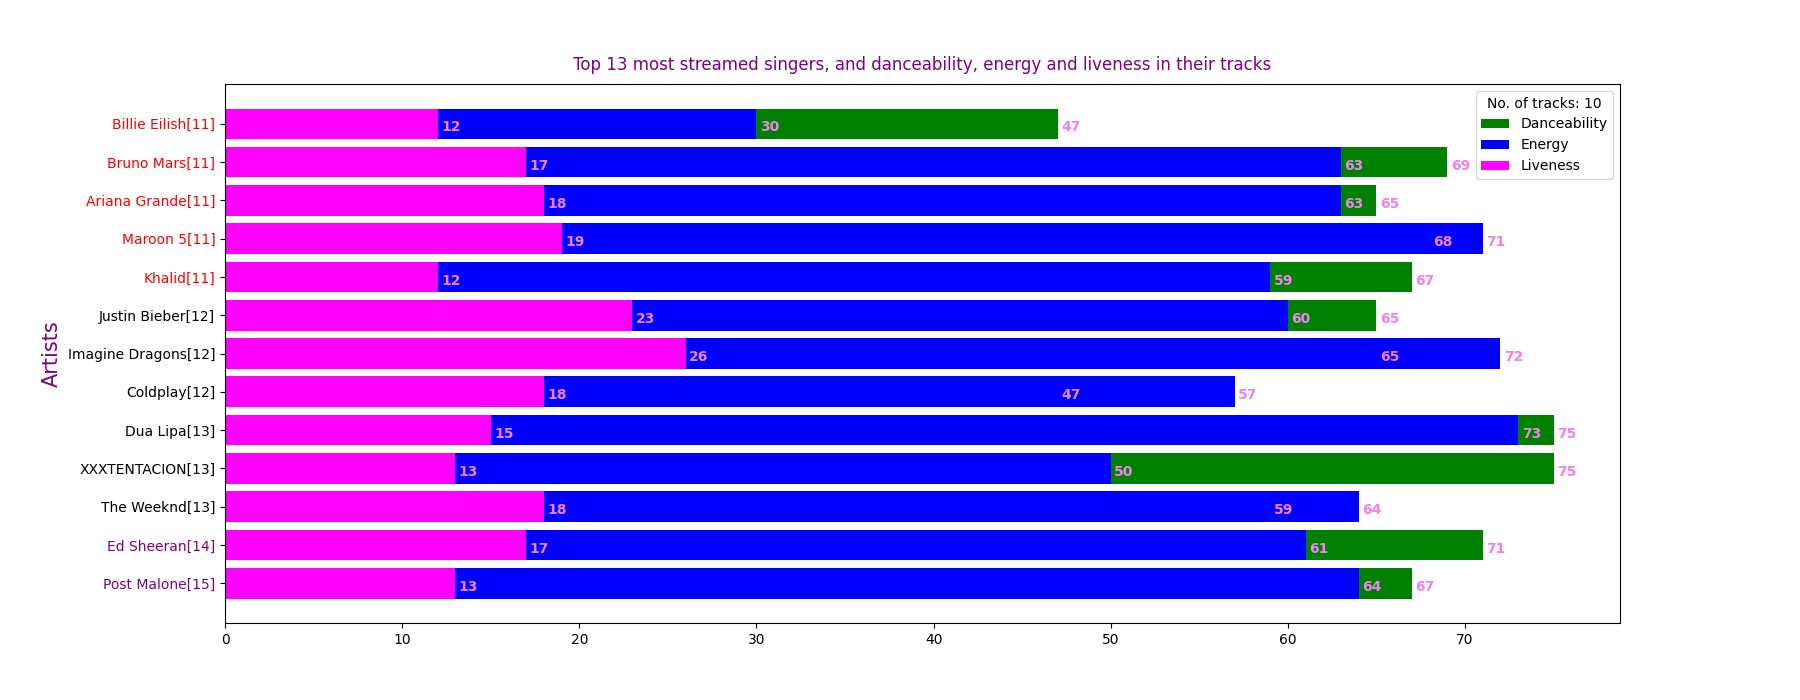 Top 13 most streamed singers, and danceability, energy and liveness in their tracks
No. of tracks: 10
Danceability
Energy
Liveness
Artists
Billie Eilish[11] 12 30 47
Bruno Mars[11] 17 63 69
Ariana Grande[11] 18 63 65
Maroon 5[11] 19 68 71
Khalid[11] 12 59 67
Justin Bieber[12] 23 60 65
Imagine Dragons[12] 26 65 72
Coldplay[12] 18 47 57
Dua Lipa[13] 15 73 75
XXXTENTACION[13] 13 50 75
The Weeknd[13] 18 59 64
Ed Sheeran[14] 17 61 71
Post Malone[15] 13 64 67
0 10 20 30 40 50 60 70